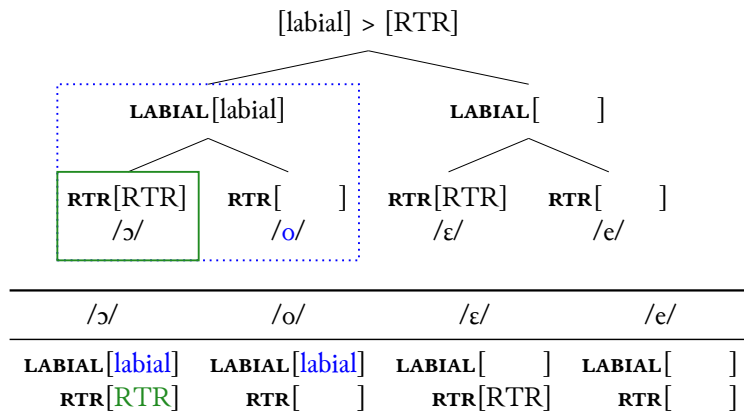 [labial] > [RTR]
LABIAL[labial] LABIAL[ ]
RTR[RTR] RTR[ ] RTR[RTR] RTR[ ]
/ɔ/ /o/ /ɛ/ /e/
/ɔ/ /o/ /ɛ/ /e/
LABIAL[labial] LABIAL[labial] LABIAL[ ] LABIAL[ ]
RTR[RTR] RTR[ ] RTR[RTR] RTR[ ]